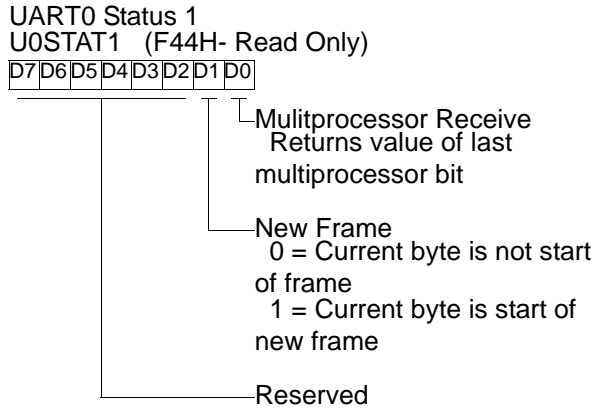 UART0 Status 1
U0STAT1 (F44H- Read Only)
D7 D6 D5 D4 D3 D2 D1 D0
Mulitprocessor Receive
Returns value of last
multiprocessor bit
New Frame
0 = Current byte is not start
of frame
1 = Current byte is start of
new frame
Reserved